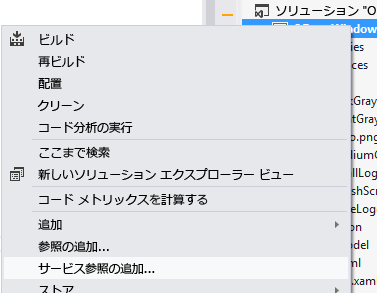 ソリューション "O
ビルド
再ビルド
配置
クリーン
コード分析の実行
ここまで検索
新しいソリューション エクスプローラー ビュー
コード メトリックスを計算する
追加
参照の追加...
サービス参照の追加...
ストア
ies
ces
tGray
tGray
o.png
diumC
llLog
shScr
eLogo
on
odel
ml
.xam